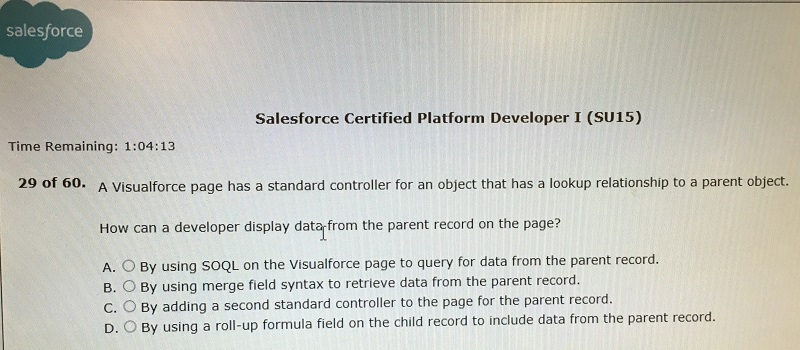 salesforce
Salesforce Certified Platform Developer I (SU15)
Time Remaining: 1:04:13
29 of 60. A Visualforce page has a standard controller for an object that has a lookup relationship to a parent object.
How can a developer display data from the parent record on the page?
A. By using SOQL on the Visualforce page to query for data from the parent record.
B. By using merge field syntax to retrieve data from the parent record.
C. By adding a second standard controller to the page for the parent record.
D. By using a roll-up formula field on the child record to include data from the parent record.